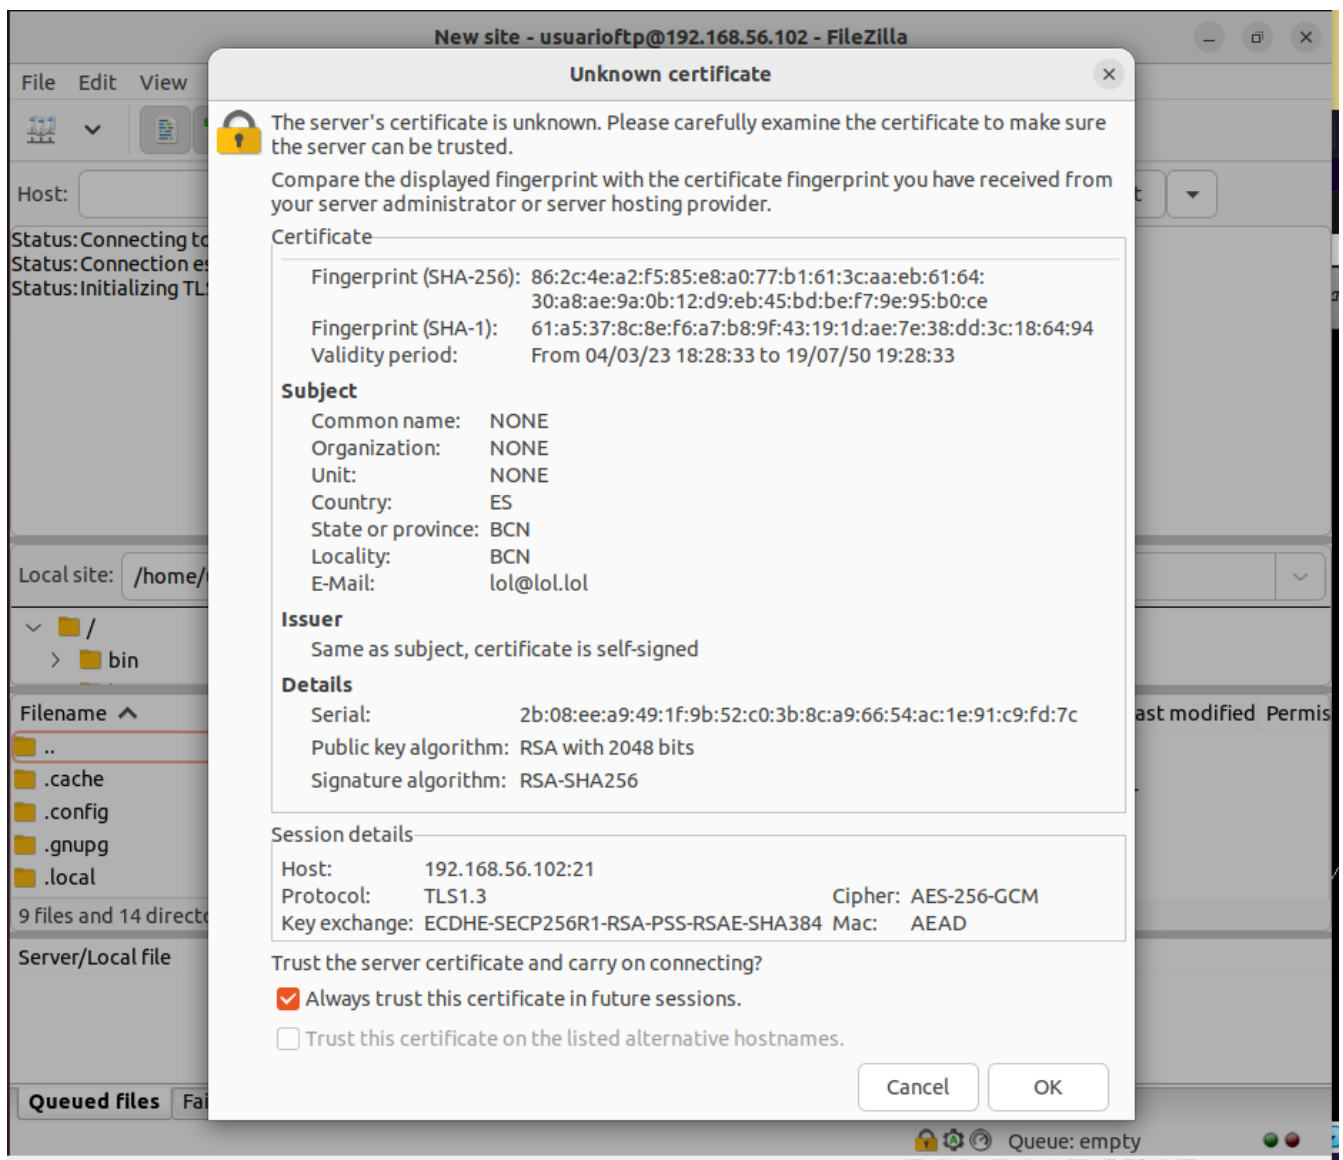 New site - usuarioftp@192.168.56.102 - FileZilla
File Edit View
Unknown certificate
The server's certificate is unknown. Please carefully examine the certificate to make sure
the server can be trusted.
Compare the displayed fingerprint with the certificate fingerprint you have received from
your server administrator or server hosting provider.
Host:
Status: Connecting to
Status: Connection es
Status: Initializing TL
Certificate
Fingerprint (SHA-256): 86:2c:4e:a2:f5:85:e8:a0:77:b1:61:3c:aa:eb:61:64:
30:a8:ae:9a:0b:12:d9:eb:45:bd:be:f7:9e:95:b0:ce
Fingerprint (SHA-1): 61:a5:37:8c:8e:f6:a7:b8:9f:43:19:1d:ae:7e:38:dd:3c:18:64:94
Validity period: From 04/03/23 18:28:33 to 19/07/50 19:28:33
Subject
Common name: NONE
Organization: NONE
Unit: NONE
Country: ES
State or province: BCN
Locality: BCN
E-Mail: lol@lol.lol
Issuer
Same as subject, certificate is self-signed
Details
Serial: 2b:08:ee:a9:49:1f:9b:52:c0:3b:8c:a9:66:54:ac:1e:91:c9:fd:7c
Public key algorithm: RSA with 2048 bits
Signature algorithm: RSA-SHA256
Session details
Host: 192.168.56.102:21
Protocol: TLS1.3 Cipher: AES-256-GCM
Key exchange: ECDHE-SECP256R1-RSA-PSS-RSAE-SHA384 Mac: AEAD
Trust the server certificate and carry on connecting?
Always trust this certificate in future sessions.
Trust this certificate on the listed alternative hostnames.
Cancel OK
Local site: /home/
/
bin
Filename
ast modified Permis
..
.cache
.config
.gnupg
.local
9 files and 14 directo
Server/Local file
Queued files Fai
Queue: empty